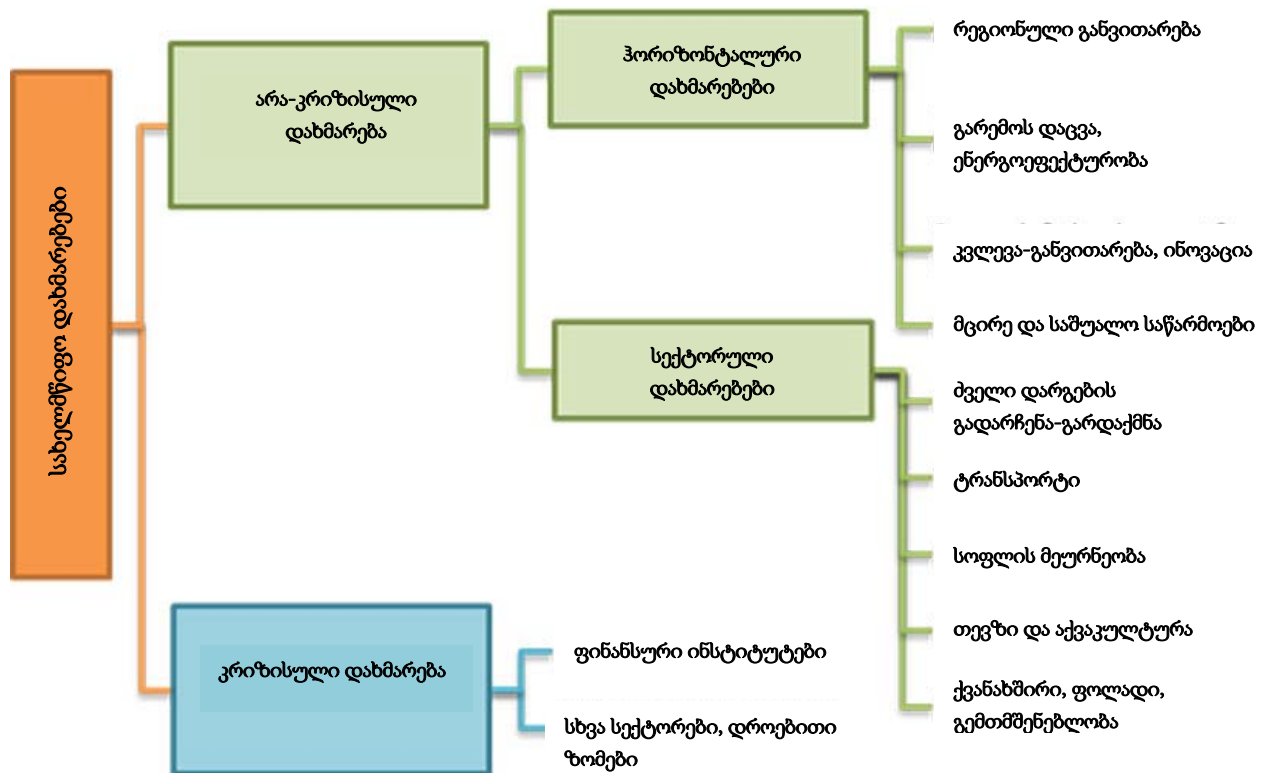 სახელმწიფო დახმარებები
არა-კრიზისული
დახმარება
ჰორიზონტალური
დახმარებები
რეგიონული განვითარება
გარემოს დაცვა,
ენერგოეფექტურობა
კვლევა-განვითარება, ინოვაცია
მცირე და საშუალო საწარმოები
სექტორული
დახმარებები
ძველი დარგების
გადარჩენა-გარდაქმნა
ტრანსპორტი
სოფლის მეურნეობა
თევზი და აქვაკულტურა
ქვანახშირი, ფოლადი,
გემთმშენებლობა
კრიზისული დახმარება
ფინანსური ინსტიტუტები
სხვა სექტორები, დროებითი
ზომები